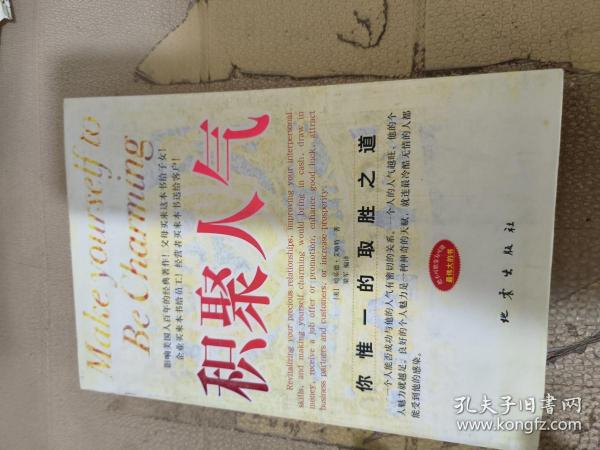 Make yourself to
Be Charming
影响美国人百年的经典著作！父母买来这本书给子女！
企业买来本书给员工！经营者买来本书送给客户！
积聚人气
Revitalizing your precious relationships, improving your interpersonal
skills, and making yourself charming would bring in cash, draw in
money, receive a job offer or promotion, enhance good luck, attract
business partners and customers, or increase prosperity.
著
编译
你惟一的取胜之道
一个人能否成功与他的人气有密切的关系，一个人的人气越旺，他的个
人魅力就越足。良好的个人魅力是一种神奇的天赋，就连最冷酷无情的人都
能受到他的感染。
最伟大的书
地震出版社
孔夫子旧书网
www.kongfz.com